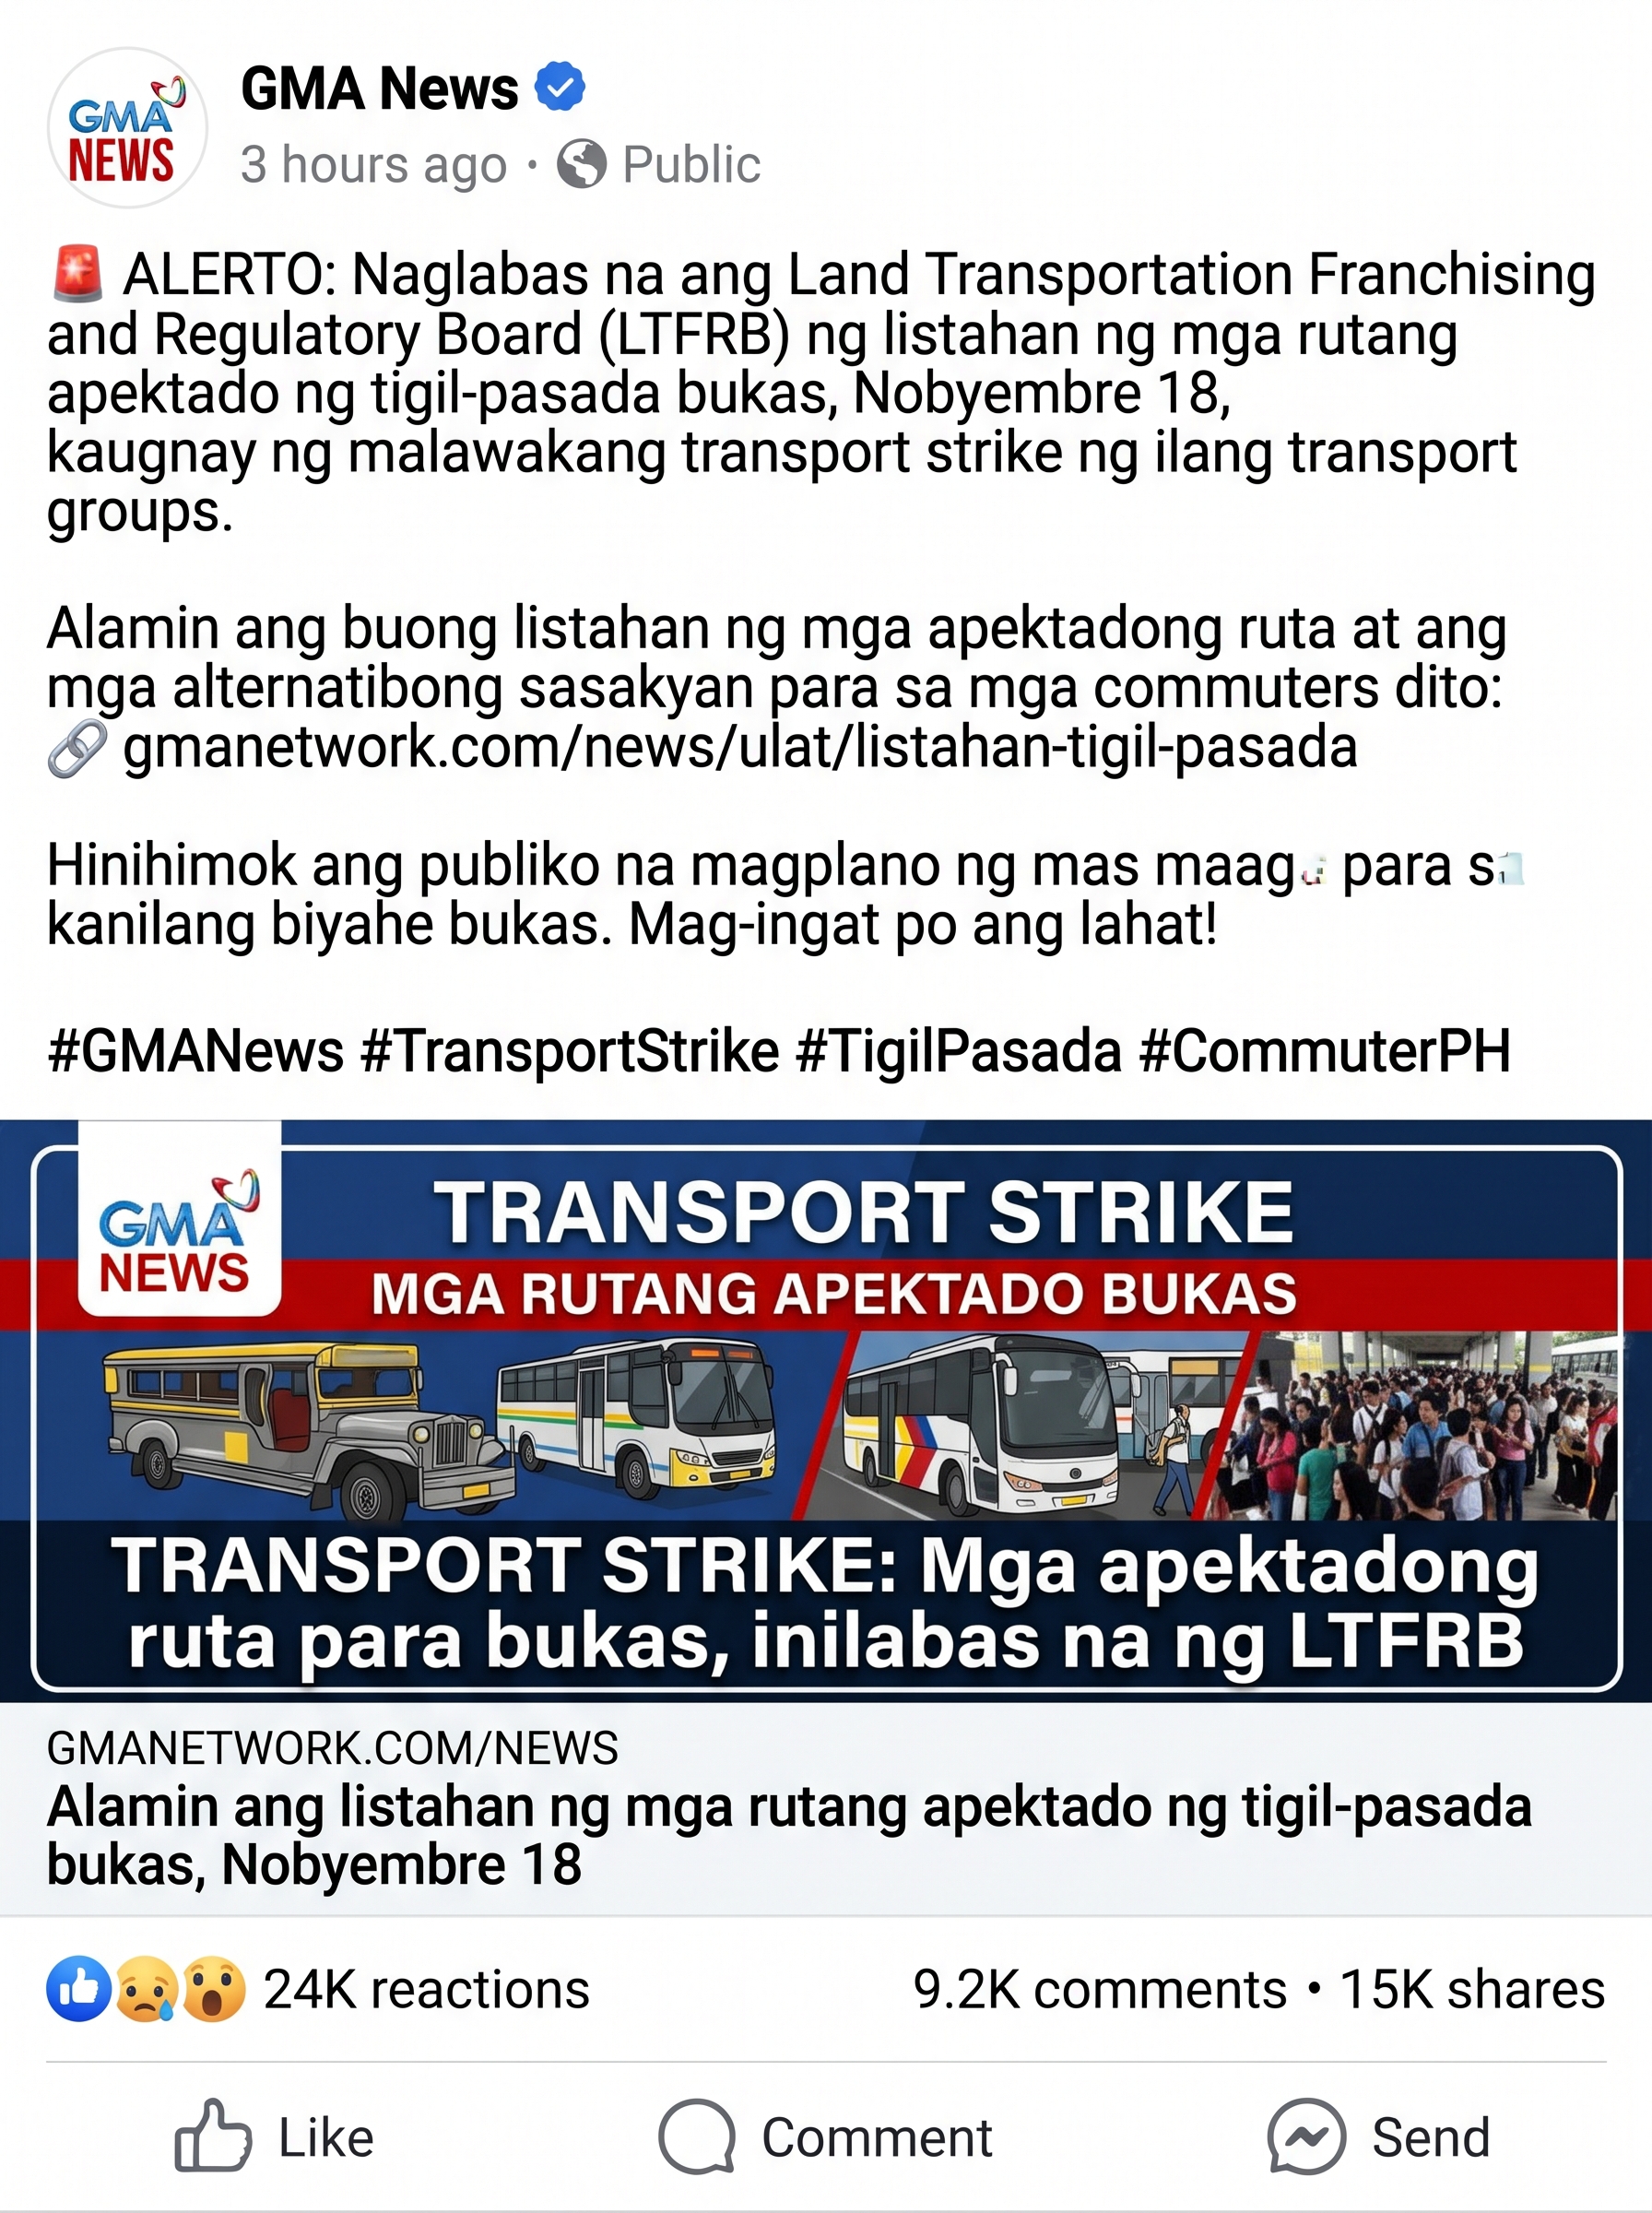 GMA
NEWS
GMA News
3 hours ago • Public
🚨 ALERTO: Naglabas na ang Land Transportation Franchising
and Regulatory Board (LTFRB) ng listahan ng mga rutang
apektado ng tigil-pasada bukas, Nobyembre 18,
kaugnay ng malawakang transport strike ng ilang transport
groups.
Alamin ang buong listahan ng mga apektadong ruta at ang
mga alternatibong sasakyan para sa mga commuters dito:
🔗 gmanetwork.com/news/ulat/listahan-tigil-pasada
Hinihimok ang publiko na magplano ng mas para
kanilang biyahe bukas. Mag-ingat po ang lahat!
#GMANews #TransportStrike #TigilPasada #CommuterPH
GMA
NEWS
TRANSPORT STRIKE
MGA RUTANG APEKTADO BUKAS
TRANSPORT STRIKE: Mga apektadong
ruta para bukas, inilabas na ng LTFRB
GMANETWORK.COM/NEWS
Alamin ang listahan ng mga rutang apektado ng tigil-pasada
bukas, Nobyembre 18
24K reactions
9.2K comments • 15K shares
Like
Comment
Send